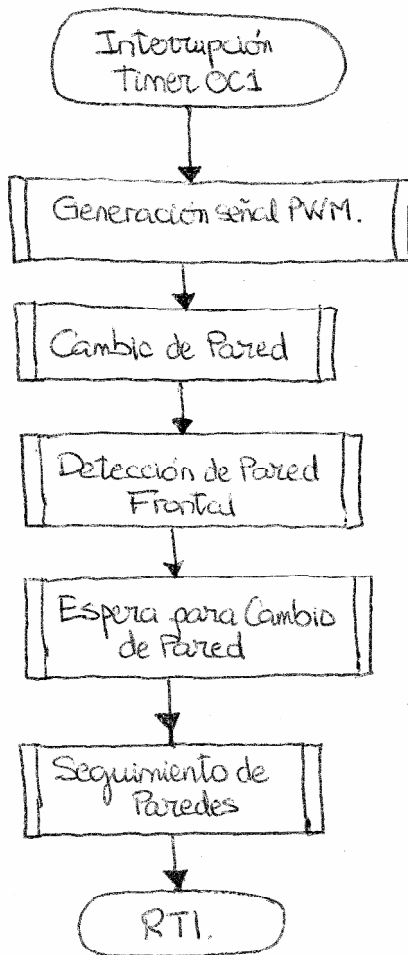 Interrupción
Timer OC1
Generación señal PWM.
Cambio de Pared
Detección de Pared
Frontal
Espera para Cambio
de Pared
Seguimiento de
Paredes
RTI.